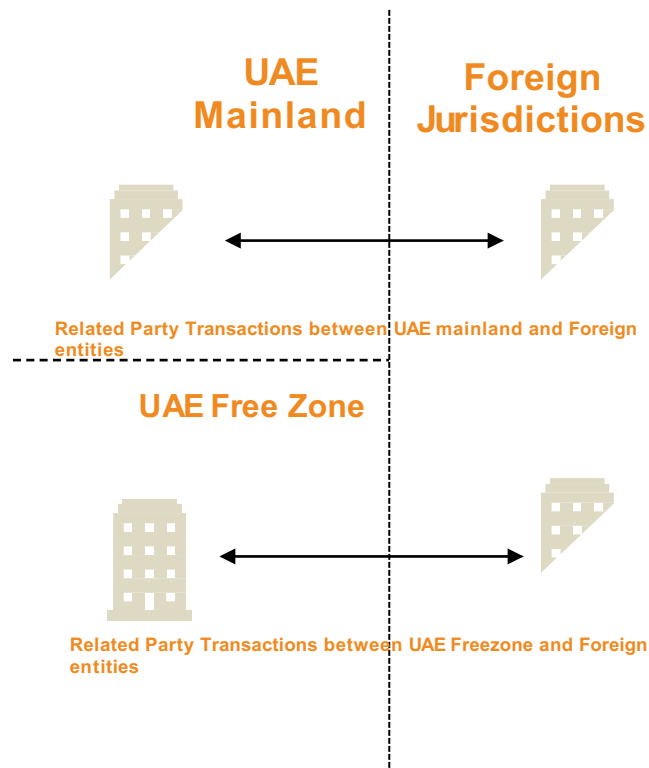 UAE
Mainland
Foreign
Jurisdictions
Related Party Transactions between UAE mainland and Foreign
entities
UAE Free Zone
Related Party Transactions between UAE Freezone and Foreign
entities